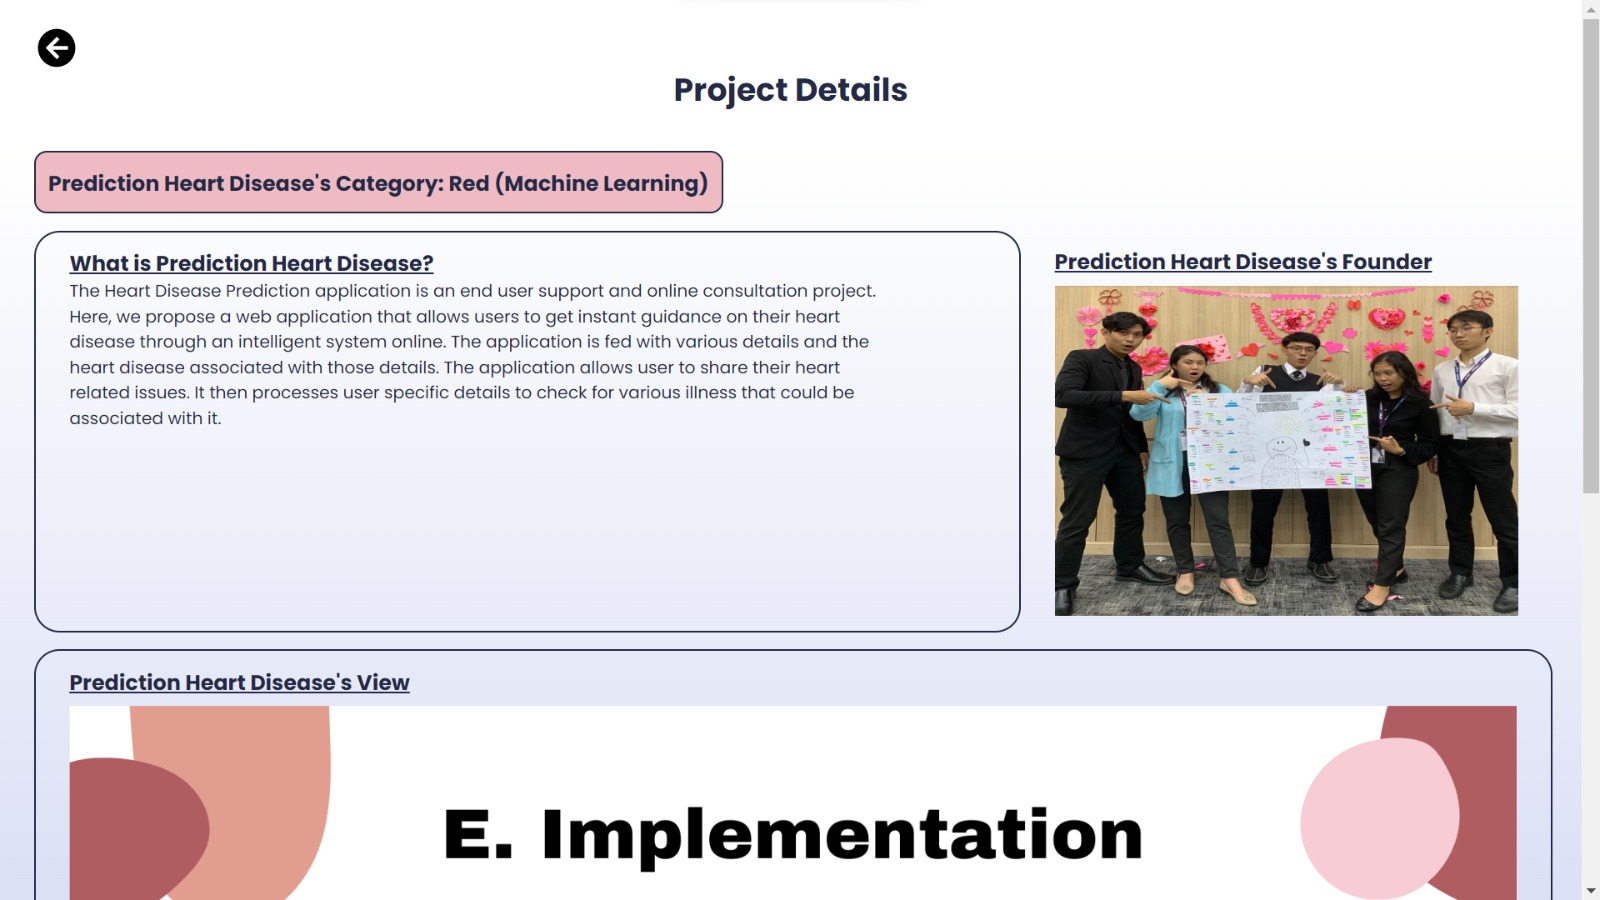 Project Details
Prediction Heart Disease's Category: Red (Machine Learning)
What is Prediction Heart Disease?
The Heart Disease Prediction application is an end user support and online consultation project.
Here, we propose a web application that allows users to get instant guidance on their heart
disease through an intelligent system online. The application is fed with various details and the
heart disease associated with those details. The application allows user to share their heart
related issues. It then processes user specific details to check for various illness that could be
associated with it.
Prediction Heart Disease's Founder
Prediction Heart Disease's View
E. Implementation